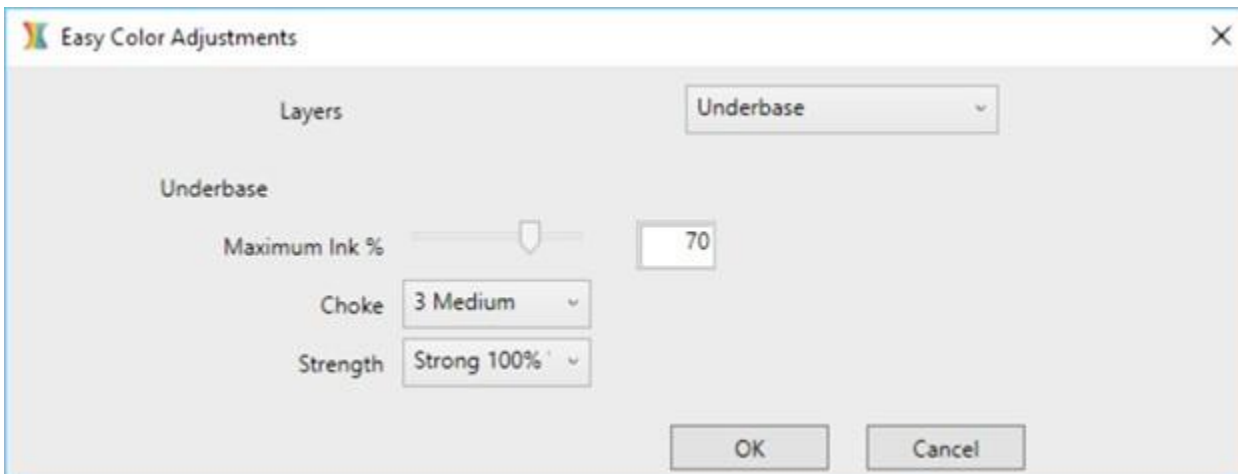 Easy Color Adjustments
Layers
Underbase
Underbase
Maximum Ink %
70
Choke
3 Medium
Strength
Strong 100%
OK
Cancel